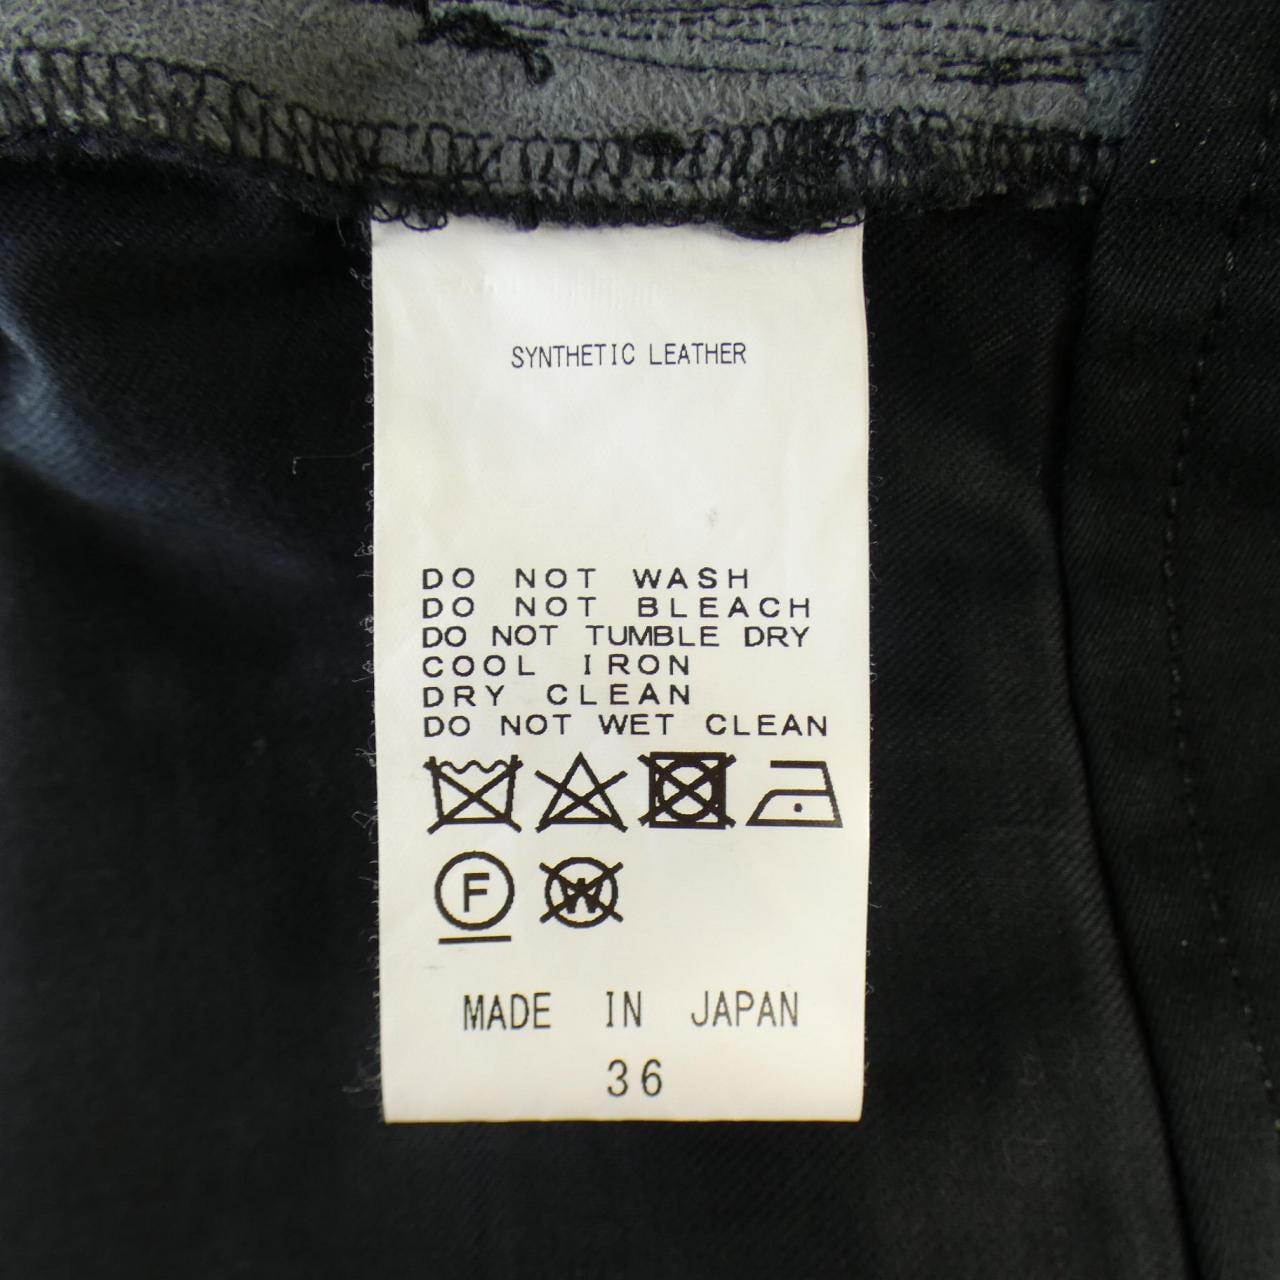 SYNTHETIC LEATHER
DO NOT WASH
DO NOT BLEACH
DO NOT TUMBLE DRY
COOL IRON
DRY CLEAN
DO NOT WET CLEAN
F W
MADE IN JAPAN
36